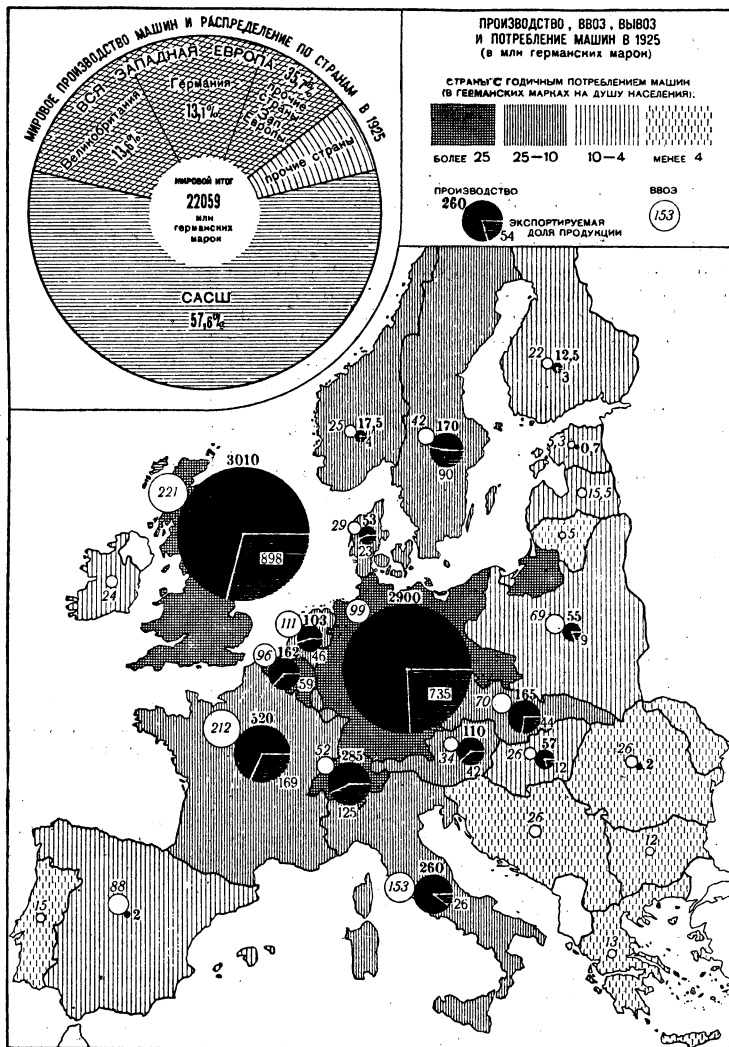 МИРОВОЕ ПРОИЗВОДСТВО МАШИН И РАСПРЕДЕЛЕНИЕ ПО СТРАНАМ В 1925
ВСЯ ЗАПАДНАЯ ЕВРОПА 35,7%
Великобритания
13,6%
Германия
13,1%
Прочие
страны
Зап.
Европы
прочие страны
МИРОВОЙ ИТОГ
22059
млн
германских
марок
САСШ
57,6%
ПРОИЗВОДСТВО, ВВОЗ, ВЫВОЗ
И ПОТРЕБЛЕНИЕ МАШИН В 1925
(в млн германских марок)
СТРАНЫ С ГОДИЧНЫМ ПОТРЕБЛЕНИЕМ МАШИН
(В ГЕРМАНСКИХ МАРКАХ НА ДУШУ НАСЕЛЕНИЯ):
БОЛЕЕ 25
25–10
10–4
МЕНЕЕ 4
ПРОИЗВОДСТВО
260
ЭКСПОРТИРУЕМАЯ
ДОЛЯ ПРОДУКЦИИ
54
ВВОЗ
153
22
12,5
3
25
17,5
4
42
170
90
3
0,7
15,5
5
3010
221
898
29
53
23
24
2900
99
735
111
103
46
96
162
59
69
55
9
70
165
44
212
520
169
52
285
125
34
110
42
26
57
12
26
2
26
12
153
260
26
88
2
15
13